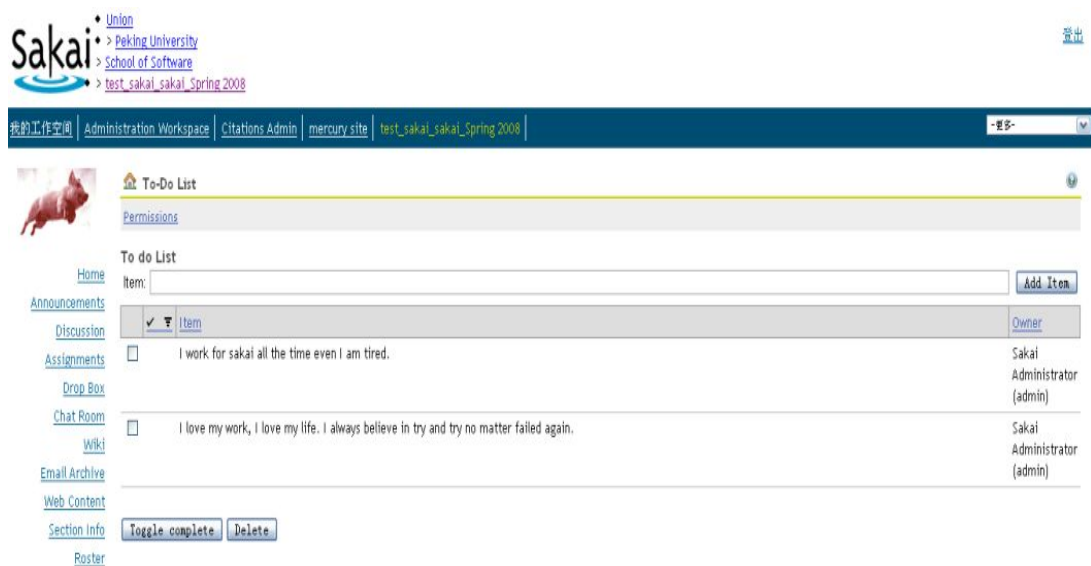 Sakai
Union
> Peking University
> School of Software
> test_sakai_sakai_Spring 2008
登出
我的工作空间 | Administration Workspace | Citations Admin | mercury site | test_sakai_sakai_Spring 2008 |
-更多-
To-Do List
Permissions
To do List
Item:
Add Item
Item
Owner
I work for sakai all the time even I am tired.
Sakai
Administrator
(admin)
I love my work, I love my life. I always believe in try and try no matter failed again.
Sakai
Administrator
(admin)
Toggle complete
Delete
Home
Announcements
Discussion
Assignments
Drop Box
Chat Room
Wiki
Email Archive
Web Content
Section Info
Roster